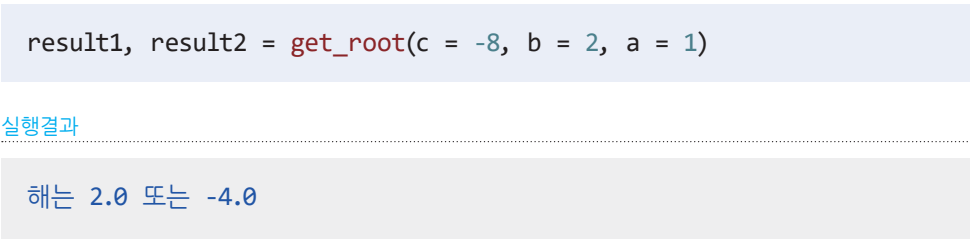 result1, result2 = get_root(c = -8, b = 2, a = 1)
실행결과
해는 2.0 또는 -4.0